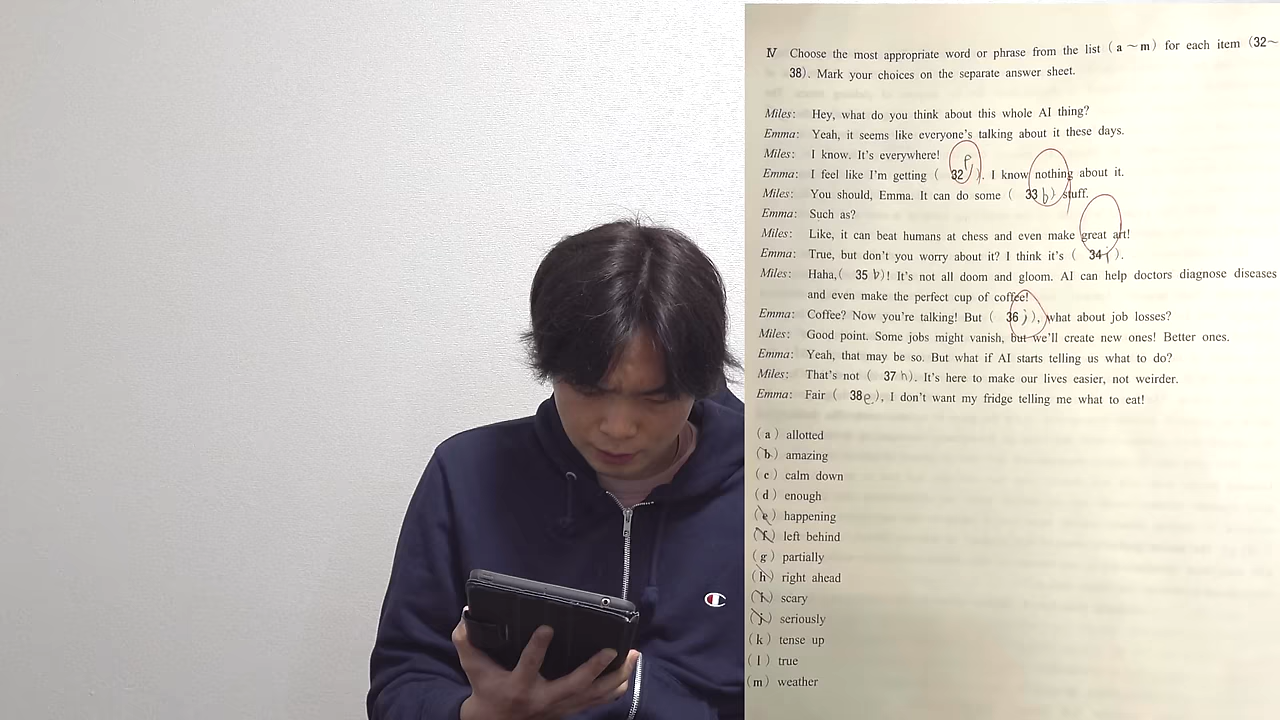 Ⅳ Choose the most appropriate word or phrase from the list (a ~ m) for each item (32~
38). Mark your choices on the separate answer sheet.
Miles: Hey, what do you think about this whole AI thing?
Emma: Yeah, it seems like everyone's talking about it these days.
Miles: I know. It's everywhere!
Emma: I feel like I'm getting ( 32 f ). I know nothing about it.
Miles: You should. I mean it does some ( 33 b ) stuff.
Emma: Such as?
Miles: Like, it can beat humans at chess and even make great art!
Emma: but don't you worry about it? I think it's ( 34 ).
Miles: Haha, ( 35 ). It's not all doom and gloom. AI can help doctors diagnose diseases
and even make the perfect cup of coffee!
Emma: Coffee? Now you're talking! But ( ), what about job losses?
Good point. Some jobs might vanish, but we'll create new ones! Better ones.
Emma: Yeah, that may be so. But what if AI starts telling us what to do?
Miles: That's not ( 37 h ). It's here to make our lives easier, not weirder.
Emma: Fair ( 38 e ), I don't want my fridge telling me what to eat!
(a) allotted
(b) amazing
(c) calm down
(d) enough
(e) happening
(f) left behind
(g) partially
(h) right ahead
(i) scary
(j) seriously
(k) tense up
(l) true
(m) weather